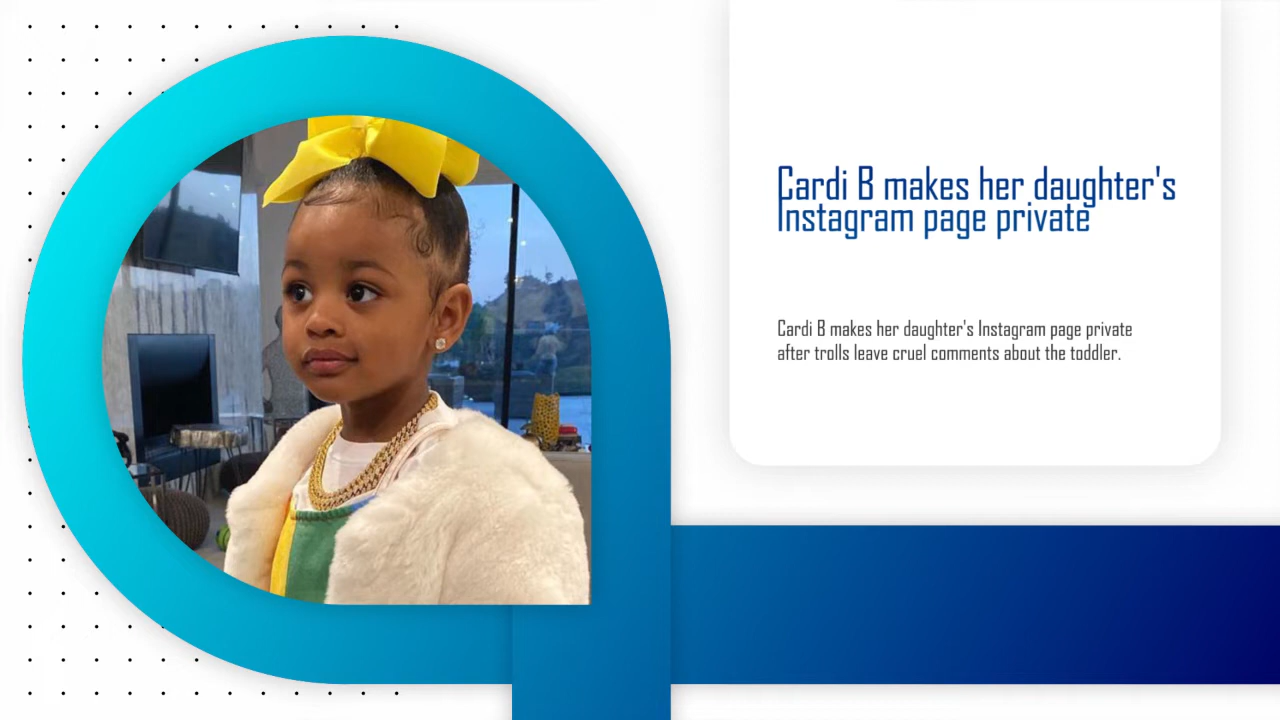 Cardi B makes her daughter's
Instagram page private
Cardi B makes her daughter's Instagram page private
after trolls leave cruel comments about the toddler.